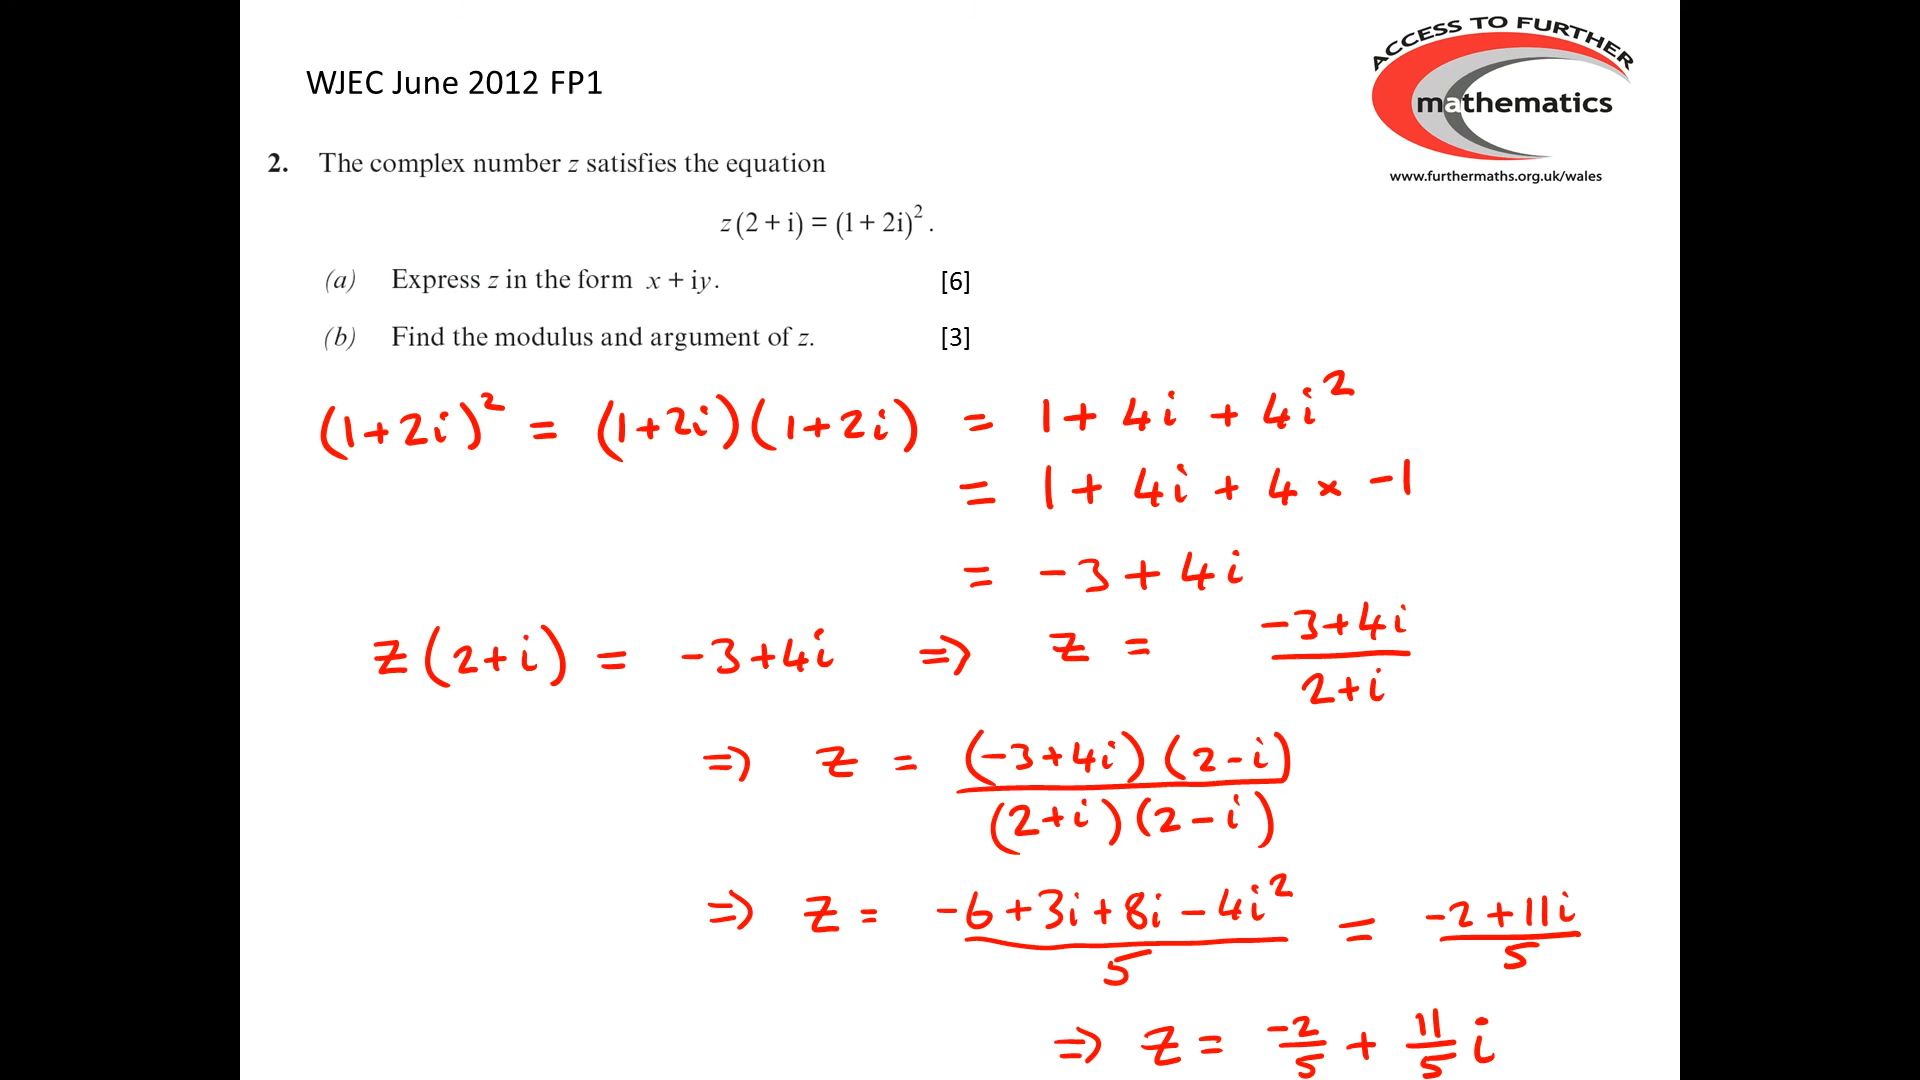 ACCESS TO FURTHER
mathematics
www.furthermaths.org.uk/wales
WJEC June 2012 FP1
2. The complex number z satisfies the equation
z(2 + i) = (1 + 2i)².
(a) Express z in the form x + iy. [6]
(b) Find the modulus and argument of z. [3]
(1+2i)² = (1+2i)(1+2i) = 1 + 4i + 4i²
= 1 + 4i + 4 × -1
= -3 + 4i
z(2+i) = -3+4i ⇒ z = (-3+4i)/(2+i)
⇒ z = (-3+4i)(2-i)/(2+i)(2-i)
⇒ z = (-6+3i+8i-4i²)/5 = (-2+11i)/5
⇒ z = -2/5 + 11/5 i